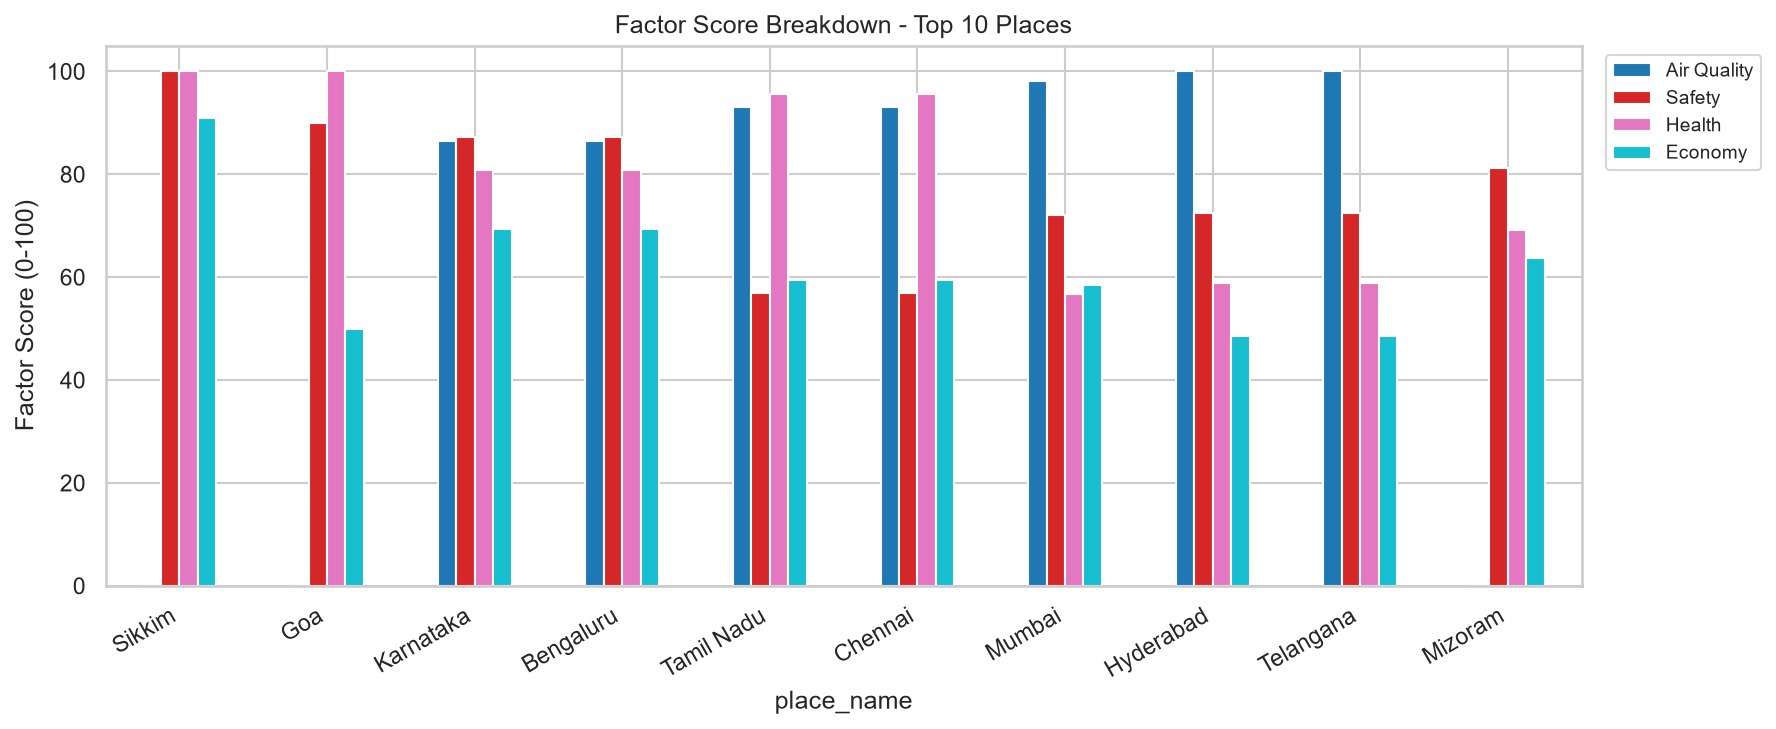 Factor Score Breakdown - Top 10 Places
Air Quality
Safety
Health
Economy
Factor Score (0-100)
100
80
60
40
20
0
Sikkim
Goa
Karnataka
Bengaluru
Tamil Nadu
Chennai
Mumbai
Hyderabad
Telangana
Mizoram
place_name